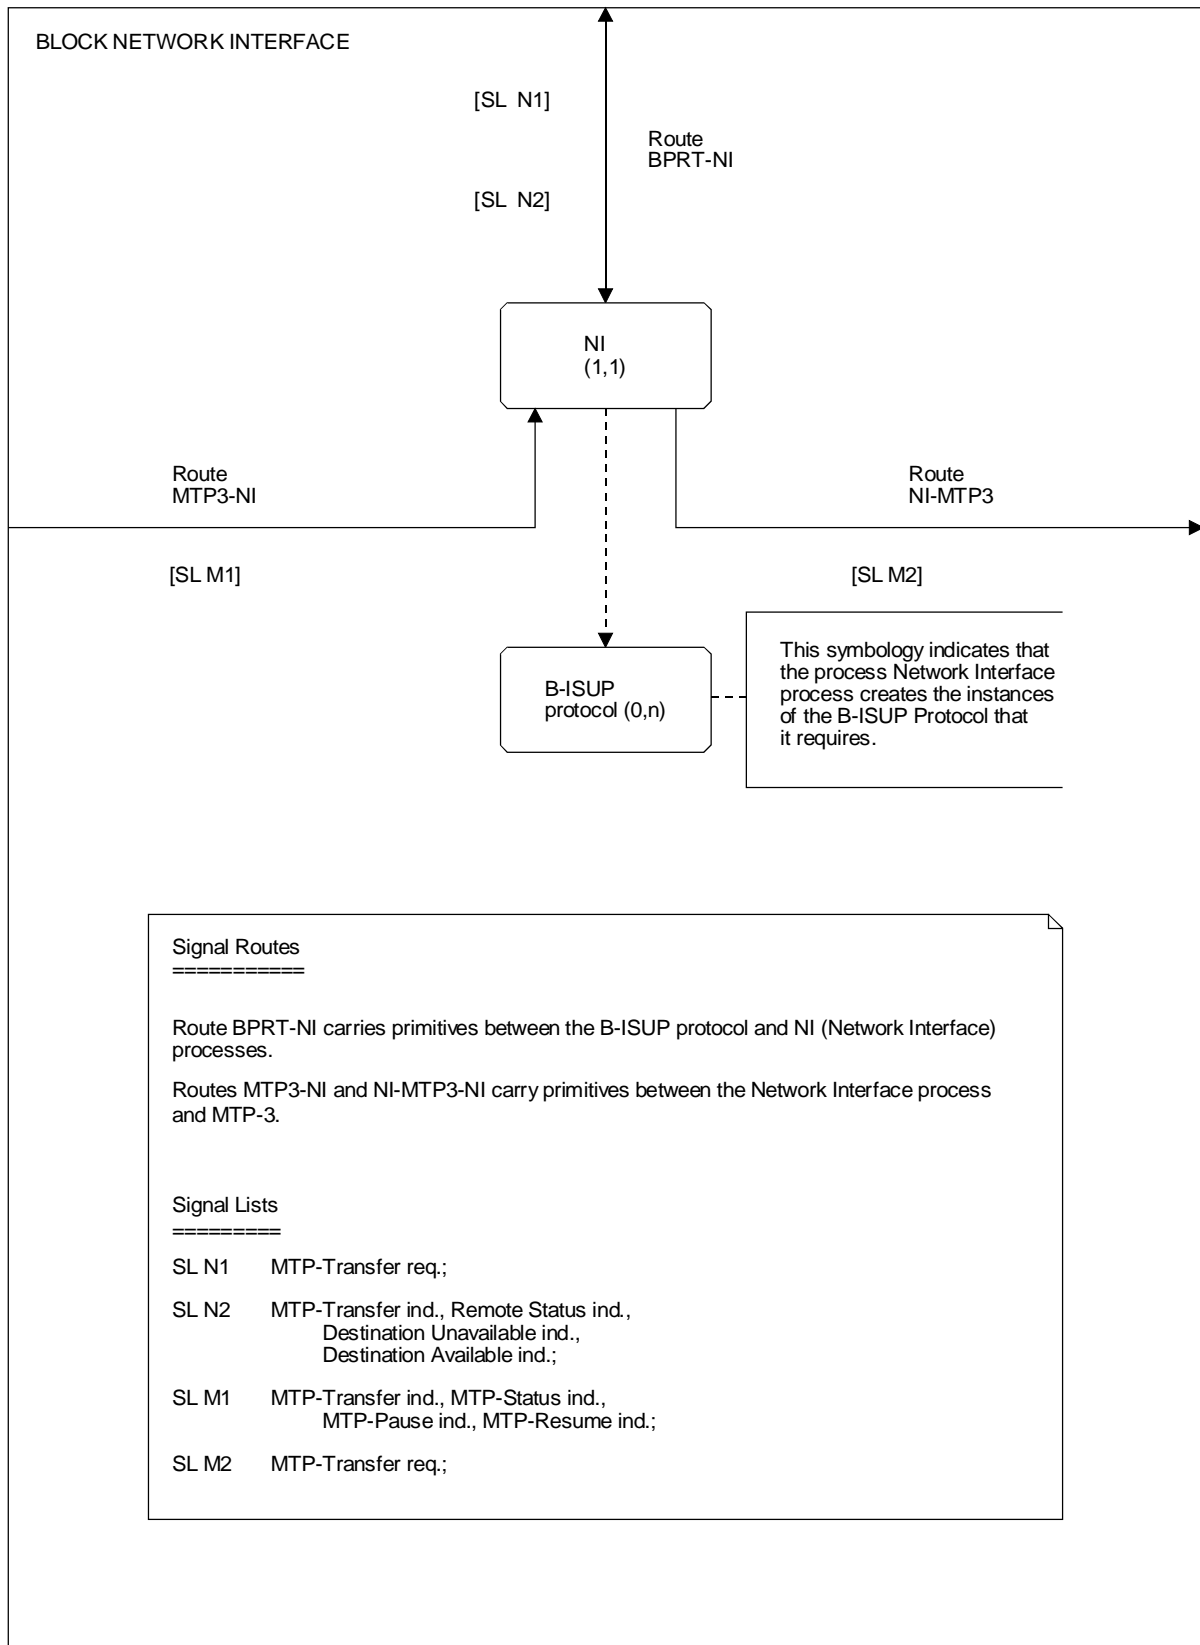 BLOCK NETWORK INTERFACE
[SL N1]
Route
BPRT-NI
[SL N2]
NI
(1,1)
Route
MTP3-NI
Route
NI-MTP3
[SL M1]
[SL M2]
B-ISUP
protocol (0,n)
This symbology indicates that
the process Network Interface
process creates the instances
of the B-ISUP Protocol that
it requires.
Signal Routes
===========
Route BPRT-NI carries primitives between the B-ISUP protocol and NI (Network Interface)
processes.
Routes MTP3-NI and NI-MTP3-NI carry primitives between the Network Interface process
and MTP-3.
Signal Lists
=========
SL N1 MTP-Transfer req.;
SL N2 MTP-Transfer ind., Remote Status ind.,
Destination Unavailable ind.,
Destination Available ind.;
SL M1 MTP-Transfer ind., MTP-Status ind.,
MTP-Pause ind., MTP-Resume ind.;
SL M2 MTP-Transfer req.;